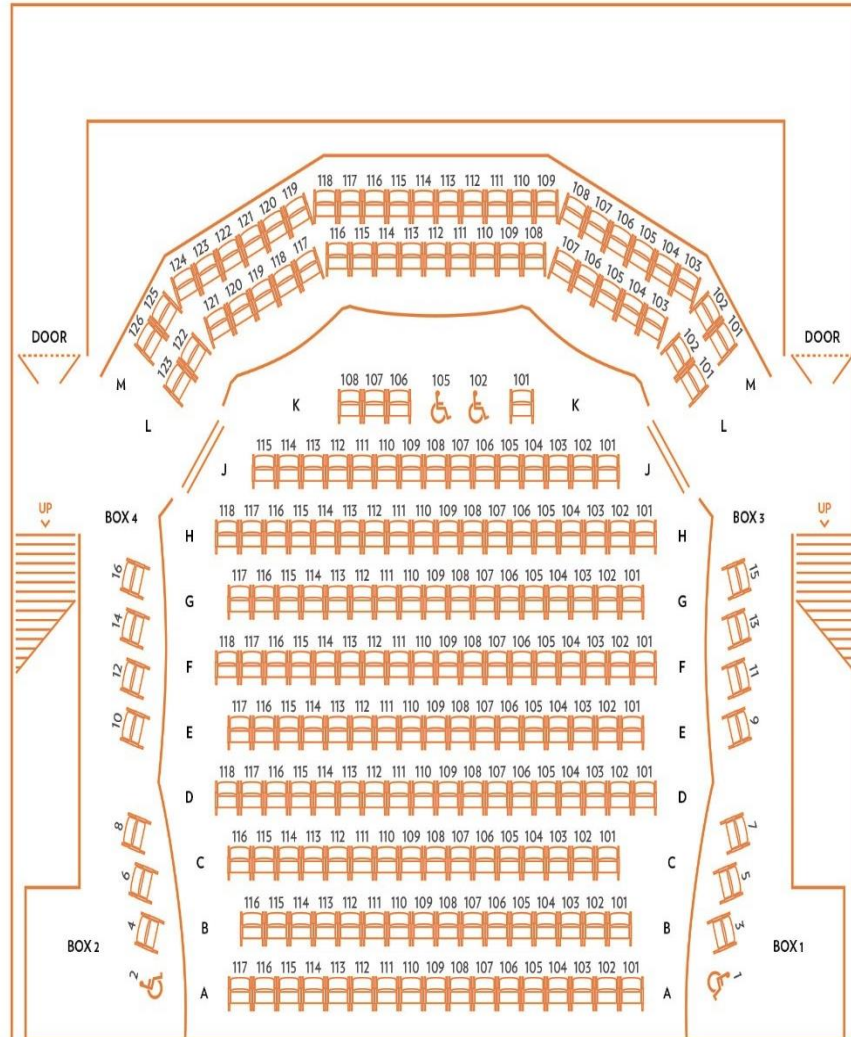 118 117 116 115 114 113 112 111 110 109
124 123 122 121 120 119
108 107 106 105 104 103
126 125
102 101
116 115 114 113 112 111 110 109 108
121 120 119 118 117
107 106 105 104 103
123 122
102 101
DOOR
DOOR
M
M
L
L
K 108 107 106 105 102 101 K
115 114 113 112 111 110 109 108 107 106 105 104 103 102 101
J J
UP
UP
BOX 4
BOX 3
118 117 116 115 114 113 112 111 110 109 108 107 106 105 104 103 102 101
H H
16
15
117 116 115 114 113 112 111 110 109 108 107 106 105 104 103 102 101
G G
14
13
118 117 116 115 114 113 112 111 110 109 108 107 106 105 104 103 102 101
F F
12
11
117 116 115 114 113 112 111 110 109 108 107 106 105 104 103 102 101
E E
10
9
118 117 116 115 114 113 112 111 110 109 108 107 106 105 104 103 102 101
D D
8
7
116 115 114 113 112 111 110 109 108 107 106 105 104 103 102 101
C C
6
5
116 115 114 113 112 111 110 109 108 107 106 105 104 103 102 101
B B
4
3
BOX 2
BOX 1
2
1
117 116 115 114 113 112 111 110 109 108 107 106 105 104 103 102 101
A A